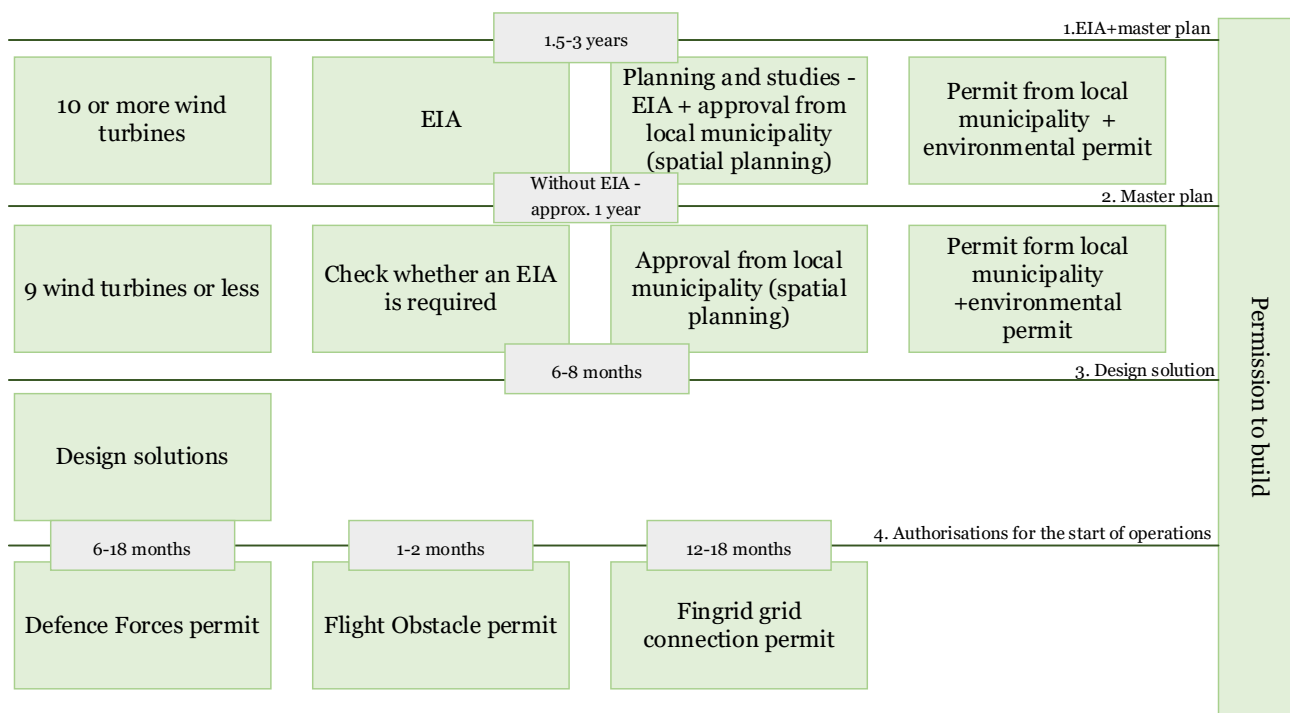 1.5-3 years
1.EIA+master plan
10 or more wind
turbines
EIA
Planning and studies -
EIA + approval from
local municipality
(spatial planning)
Permit from local
municipality +
environmental permit
Without EIA -
approx. 1 year
2. Master plan
9 wind turbines or less
Check whether an EIA
is required
Approval from local
municipality (spatial
planning)
Permit form local
municipality
+environmental
permit
6-8 months
3. Design solution
Design solutions
6-18 months
1-2 months
12-18 months
4. Authorisations for the start of operations
Defence Forces permit
Flight Obstacle permit
Fingrid grid
connection permit
Permission to build